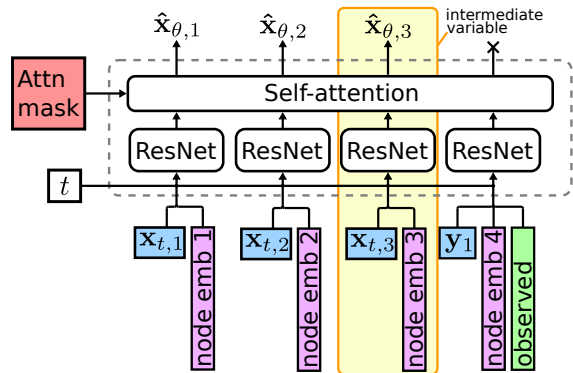 x̂θ,1 x̂θ,2 x̂θ,3 intermediate
variable
Attn
mask
Self-attention
ResNet ResNet ResNet ResNet
t
xt,1 node emb 1 xt,2 node emb 2 xt,3 node emb 3 y1 node emb 4 observed